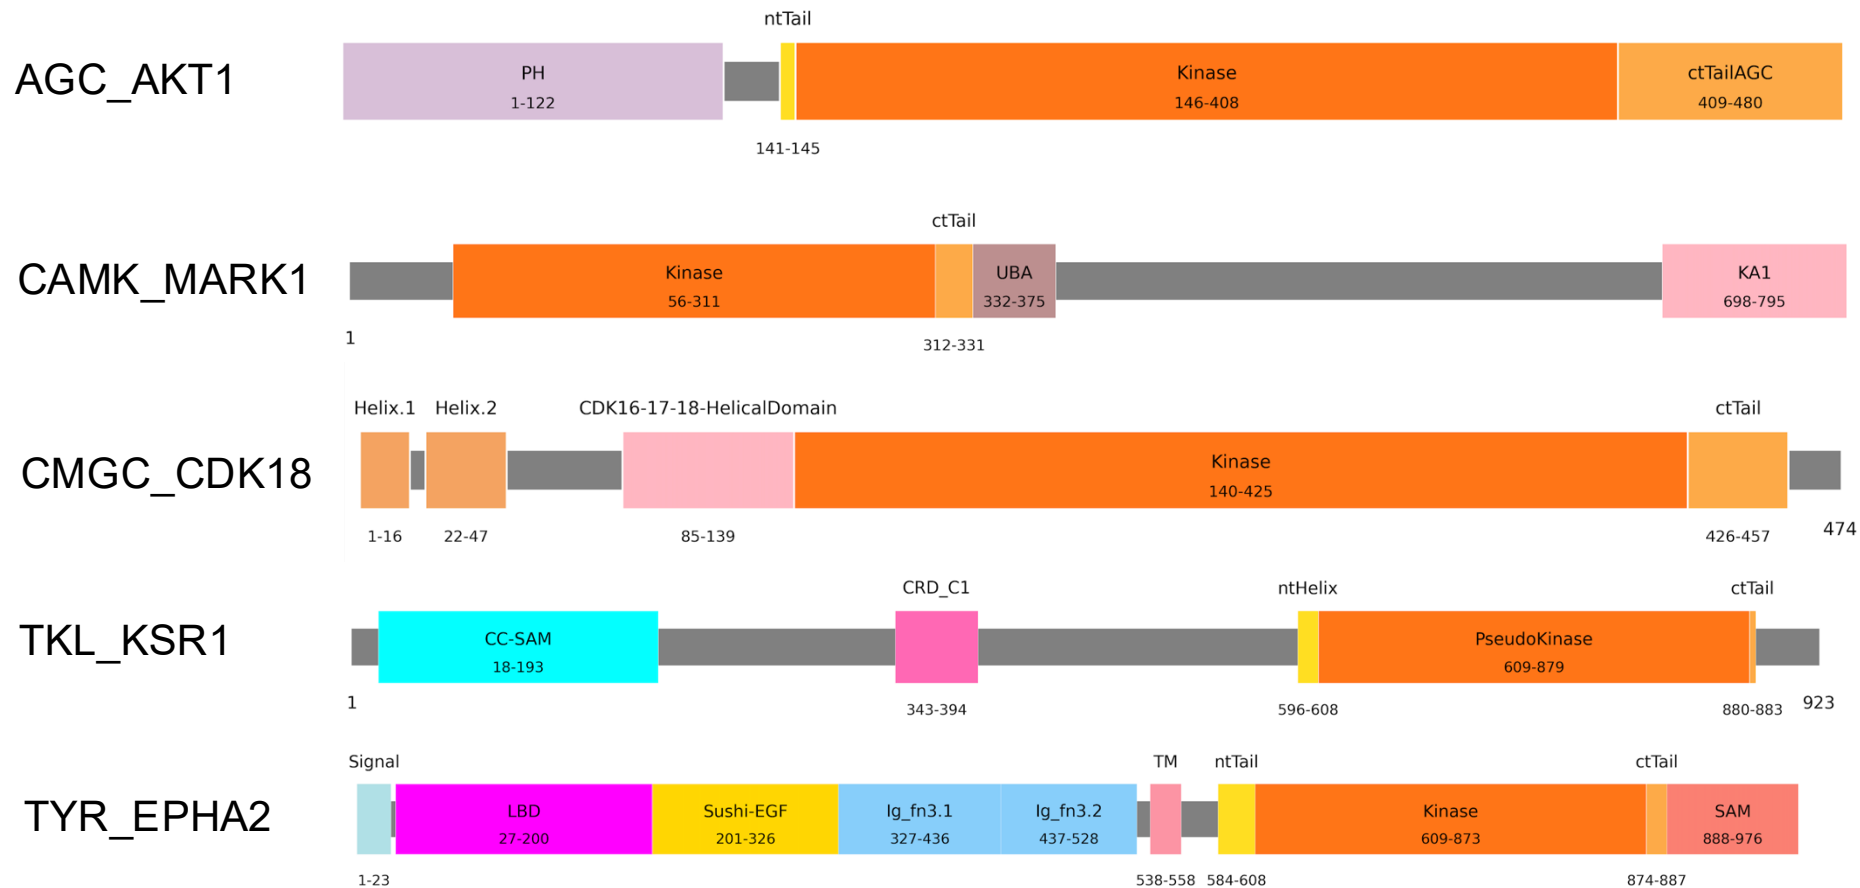 ntTail
AGC_AKT1
PH
Kinase
ctTailAGC
1-122
146-408
409-480
141-145
ctTail
CAMK_MARK1
Kinase
UBA
KA1
56-311
332-375
698-795
1
312-331
Helix.1 Helix.2 CDK16-17-18-HelicalDomain ctTail
CMGC_CDK18
Kinase
140-425
1-16
22-47
85-139
426-457
474
CRD_C1
ntHelix
ctTail
TKL_KSR1
CC-SAM
PseudoKinase
18-193
609-879
1
343-394
596-608
880-883
923
Signal
TM
ntTail
ctTail
TYR_EPHA2
LBD
Sushi-EGF
Ig_fn3.1
Ig_fn3.2
Kinase
SAM
27-200
201-326
327-436
437-528
609-873
888-976
1-23
538-558
584-608
874-887